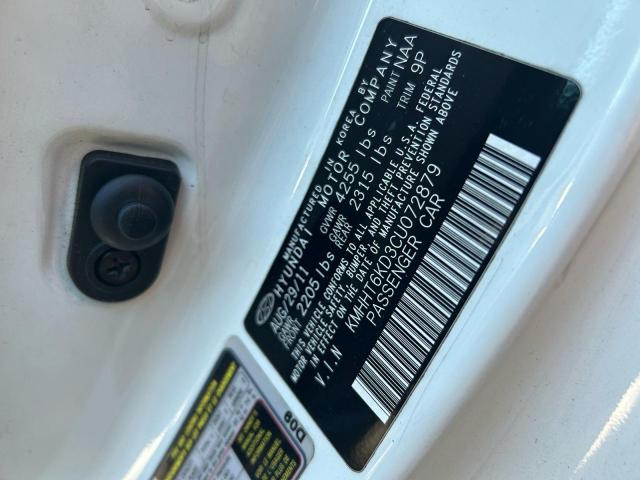 MANUFACTURED IN KOREA BY
HYUNDAI MOTOR COMPANY
AUG/29/11 GVWR 4255 lbs PAINT NAA
GAWR FRONT 2205 lbs GAWR REAR 2315 lbs TRIM 9P
THIS VEHICLE CONFORMS TO ALL APPLICABLE U.S.A. FEDERAL
MOTOR VEHICLE SAFETY, BUMPER, AND THEFT PREVENTION STANDARDS
IN EFFECT ON THE DATE OF MANUFACTURE SHOWN ABOVE
V.I.N KMHHT6KD3CU072879
PASSENGER CAR